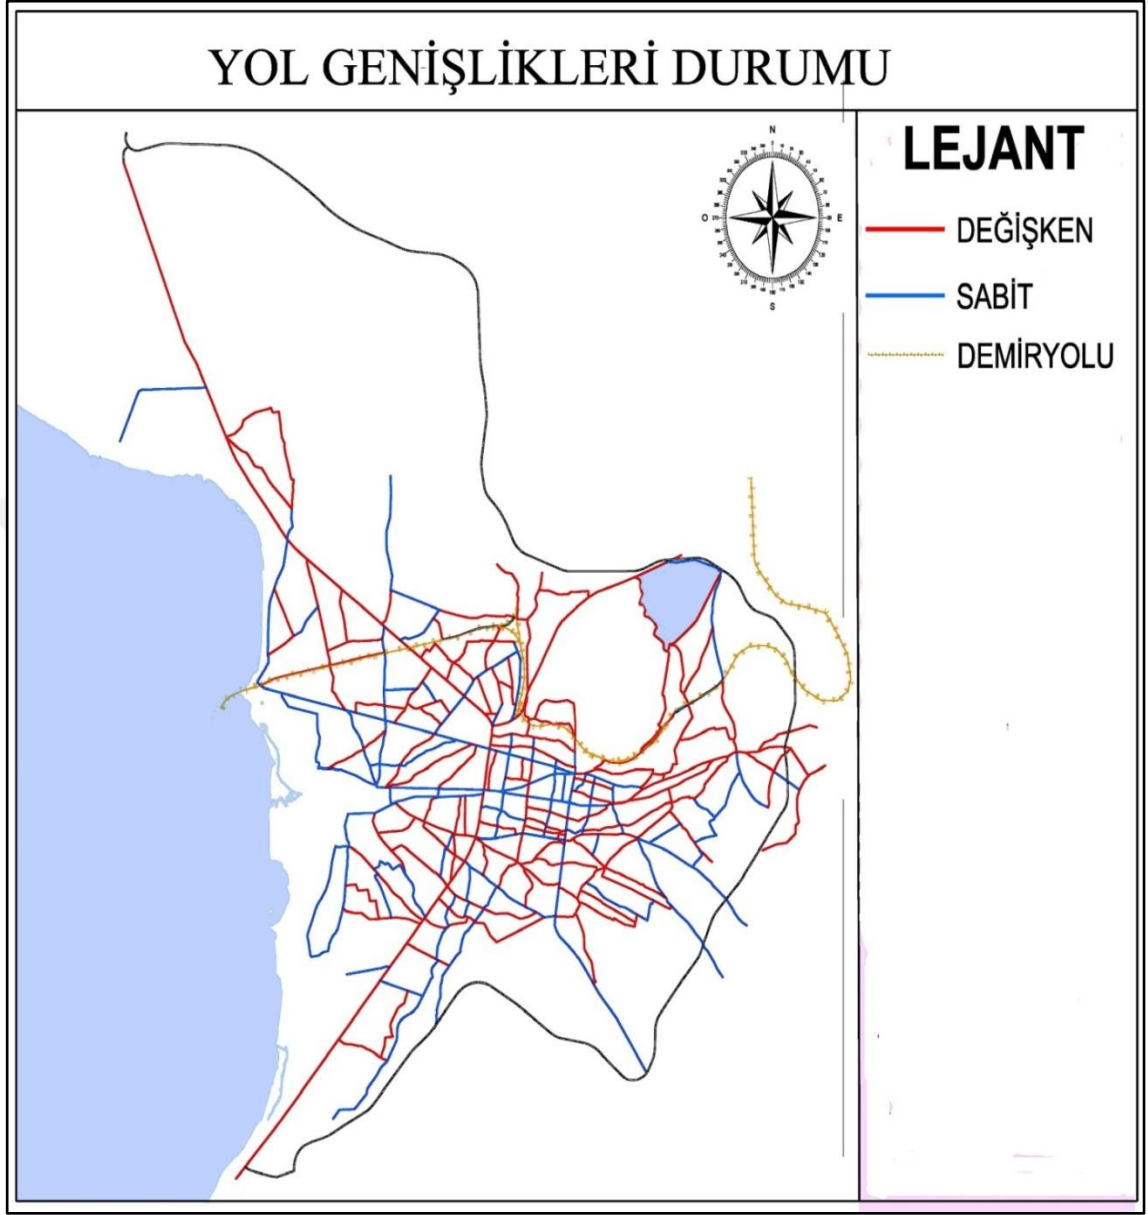 YOL GENİŞLİKLERİ DURUMU
N
O
E
S
LEJANT
DEĞİŞKEN
SABİT
DEMİRYOLU